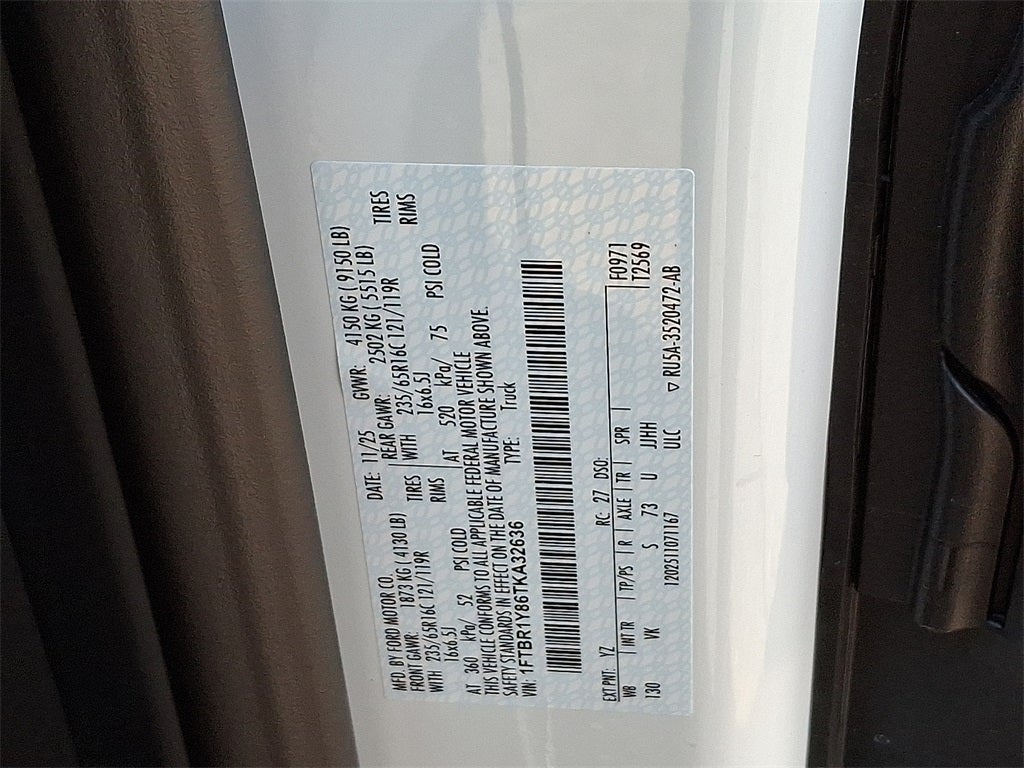 MFD. BY FORD MOTOR CO. DATE: 11/25 GVWR: 4150 KG ( 9150 LB)
FRONT GAWR: 1873 KG ( 4130 LB) REAR GAWR: 2502 KG ( 5515 LB)
WITH 235/65R16C 121/119R TIRES WITH 235/65R16C 121/119R TIRES
16x6.5J RIMS 16x6.5J RIMS
AT 360 kPa/ 52 PSI COLD AT 520 kPa/ 75 PSI COLD
THIS VEHICLE CONFORMS TO ALL APPLICABLE FEDERAL MOTOR VEHICLE
SAFETY STANDARDS IN EFFECT ON THE DATE OF MANUFACTURE SHOWN ABOVE.
VIN: 1FTBR1Y86TKA32636 TYPE: Truck
EXT PNT: YZ RC: 27 DSO: F0971
WB INT TR TP/PS R AXLE TR SPR T2569
130 VK S 73 U JJHH
12025110711167 ULC ▽ RU5A-3520472-AB